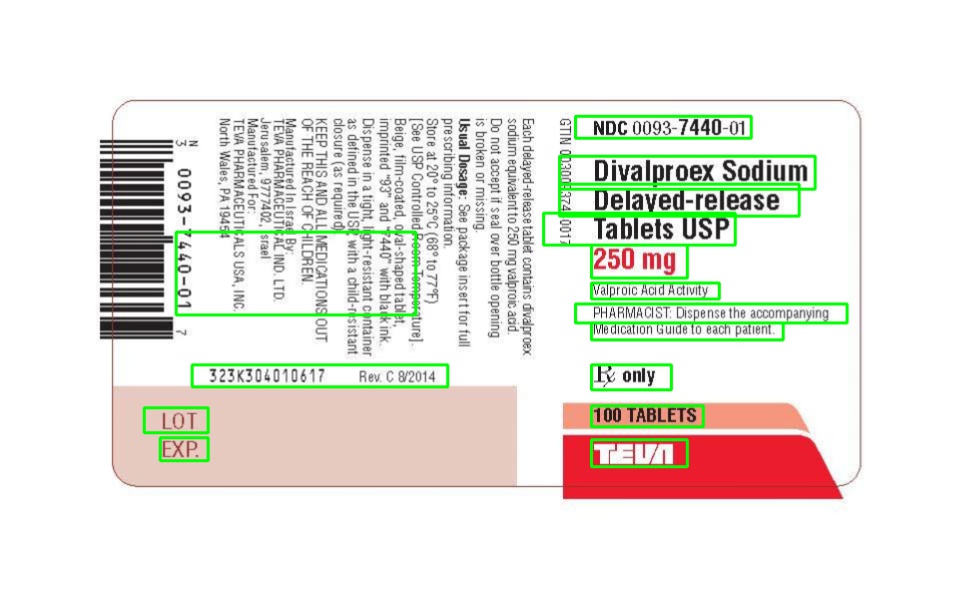 NDC 0093-7440-01
Divalproex Sodium
Delayed-release
Tablets USP
250 mg
Valproic Acid Activity
PHARMACIST: Dispense the accompanying
Medication Guide to each patient.
Rx only
100 TABLETS
TEVA
Each delayed-release tablet contains divalproex
sodium equivalent to 250 mg valproic acid.
Do not accept if seal over bottle opening
is broken or missing.
Usual Dosage: See package insert for full
prescribing information.
Store at 20° to 25°C (68° to 77°F)
[See USP Controlled Room Temperature].
Beige, film-coated, oval-shaped tablet,
imprinted "93" and "7440" with black ink.
Dispense in a tight, light-resistant container
as defined in the USP, with a child-resistant
closure (as required).
KEEP THIS AND ALL MEDICATIONS OUT
OF THE REACH OF CHILDREN.
Manufactured In Israel By:
TEVA PHARMACEUTICAL IND. LTD.
Jerusalem, 9777402, Israel
Manufactured For:
TEVA PHARMACEUTICALS USA, INC.
North Wales, PA 19454
N
3 0093-7440-01 7
323K304010617 Rev. C 8/2014
LOT
EXP.